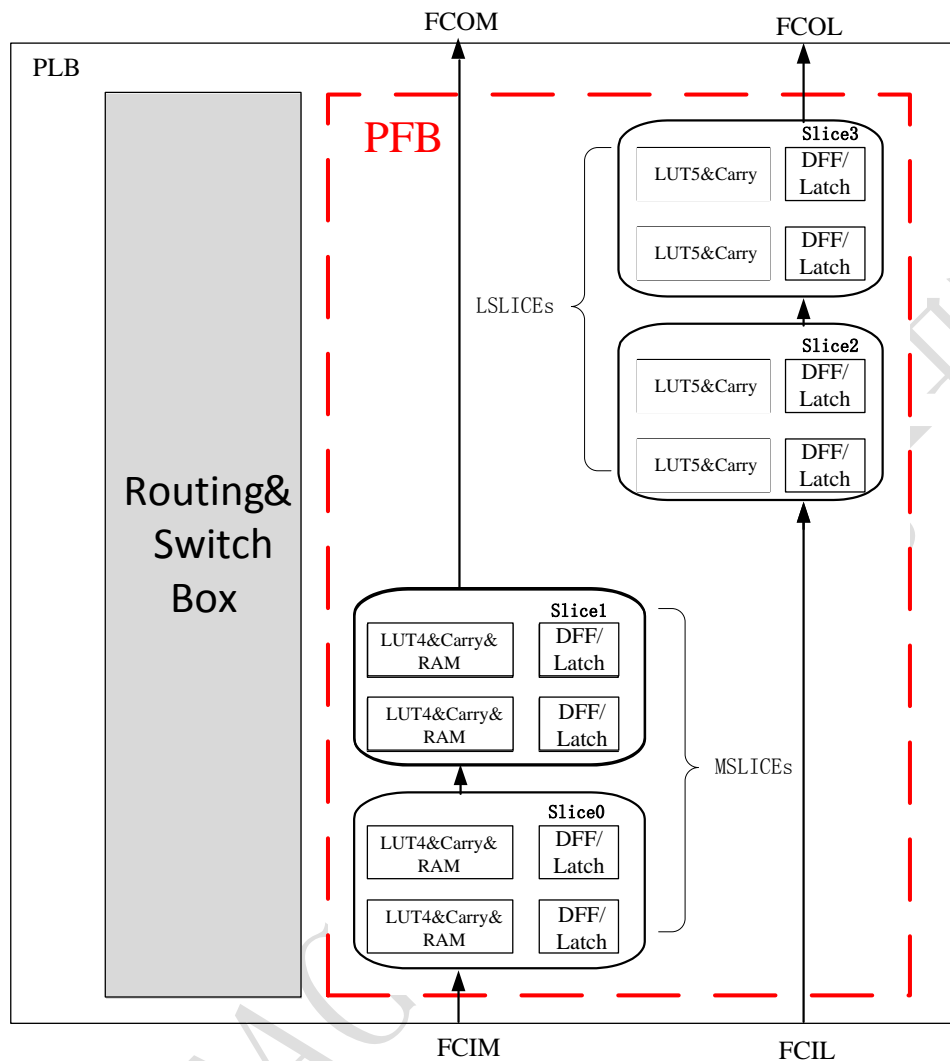 FCOM
FCOL
PLB
PFB
Slice3
LUT5&Carry
DFF/
Latch
LUT5&Carry
DFF/
Latch
LSLICEs
Slice2
LUT5&Carry
DFF/
Latch
LUT5&Carry
DFF/
Latch
Routing&
Switch
Box
Slice1
LUT4&Carry&
RAM
DFF/
Latch
LUT4&Carry&
RAM
DFF/
Latch
MSLICEs
Slice0
LUT4&Carry&
RAM
DFF/
Latch
LUT4&Carry&
RAM
DFF/
Latch
FCIM
FCIL